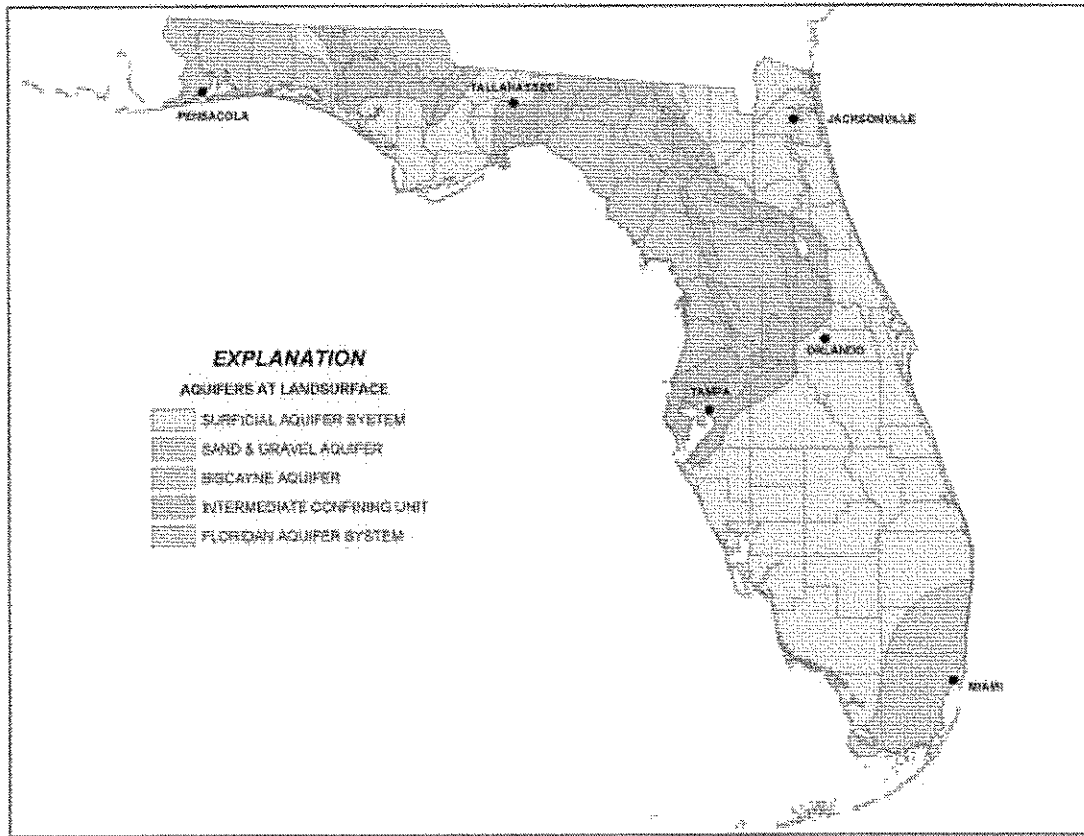 TALLAHASSEE
PENSACOLA
JACKSONVILLE
ORLANDO
EXPLANATION
AQUIFERS AT LANDSURFACE
TAMPA
SURFICIAL AQUIFER SYSTEM
SAND & GRAVEL AQUIFER
BISCAYNE AQUIFER
INTERMEDIATE CONFINING UNIT
FLORIDAN AQUIFER SYSTEM
MIAMI